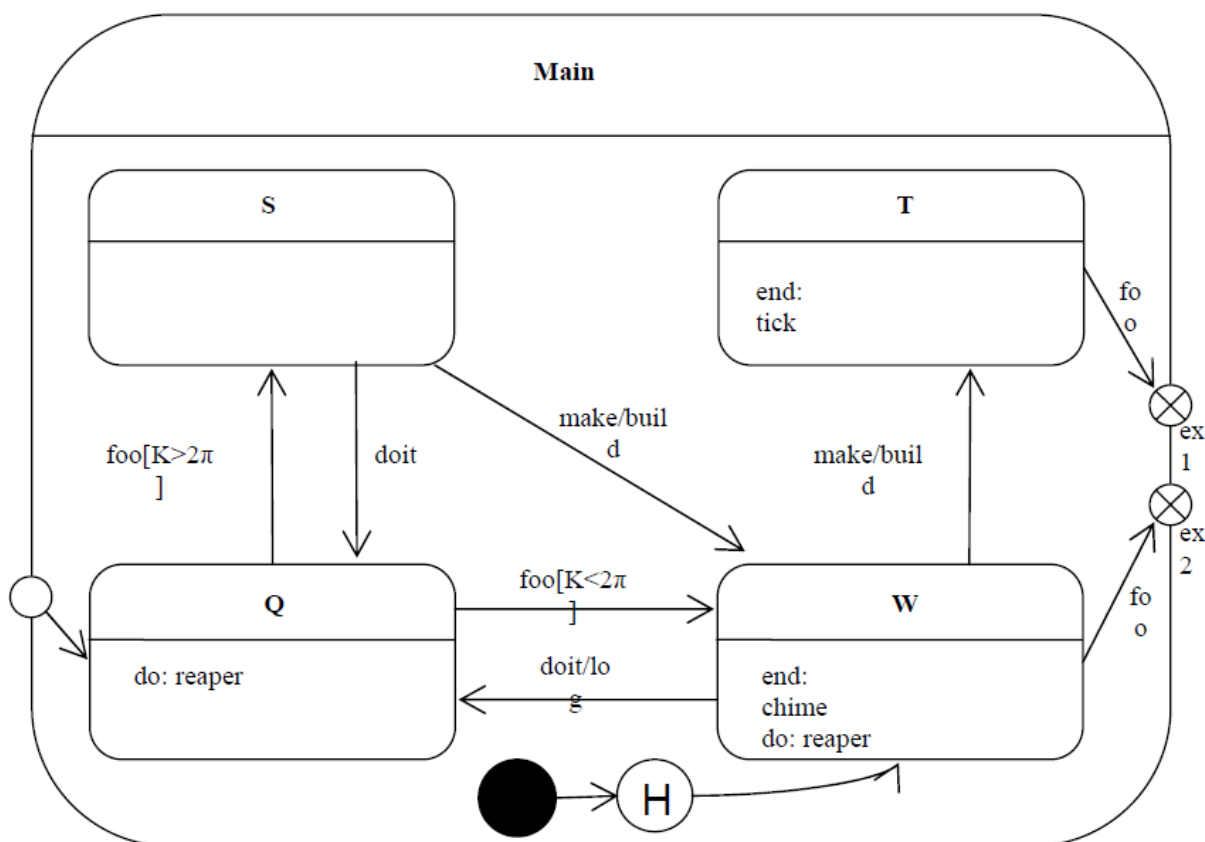 Main
S
T
end:
tick
fo
o
ex
1
foo[K>2π
]
doit
make/buil
d
make/buil
d
ex
2
Q
do: reaper
foo[K<2π
]
doit/lo
g
W
end:
chime
do: reaper
fo
o
H